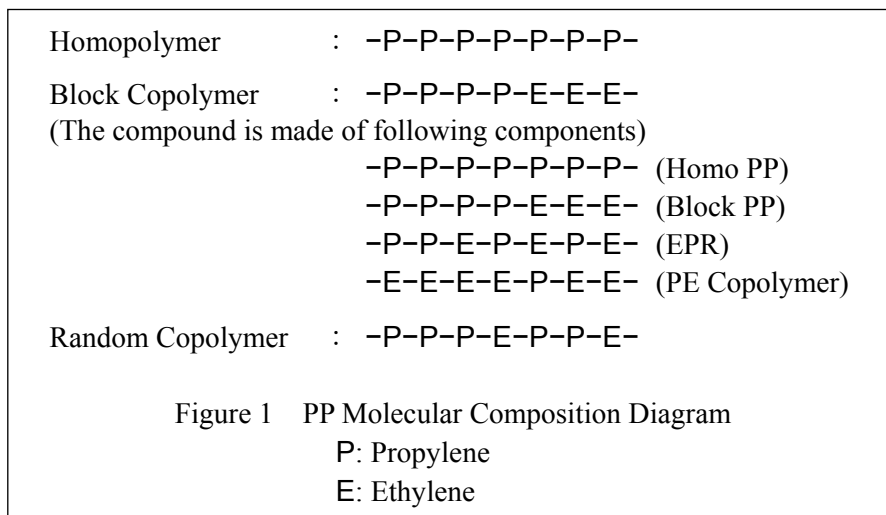 Homopolymer : −P−P−P−P−P−P−P−
Block Copolymer : −P−P−P−P−E−E−E−
(The compound is made of following components)
−P−P−P−P−P−P−P− (Homo PP)
−P−P−P−P−E−E−E− (Block PP)
−P−P−E−P−E−P−E− (EPR)
−E−E−E−E−P−E−E− (PE Copolymer)
Random Copolymer : −P−P−P−E−P−P−E−
Figure 1 PP Molecular Composition Diagram
P: Propylene
E: Ethylene